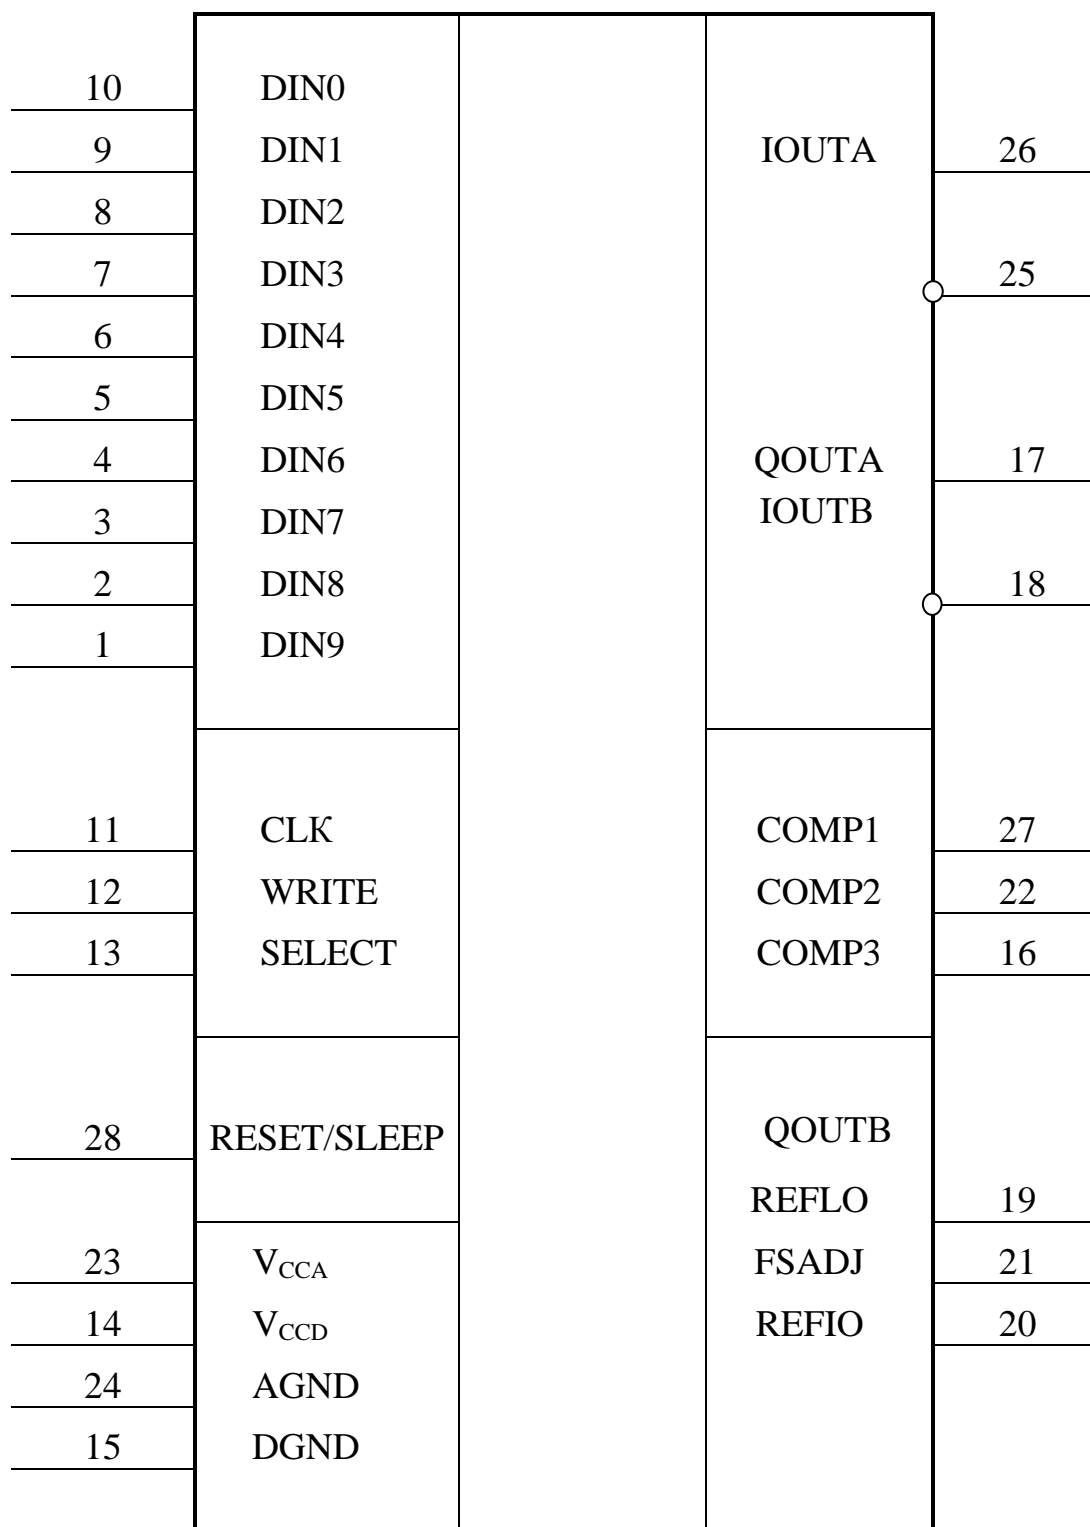 10 DIN0
9 DIN1 IOUTA 26
8 DIN2
7 DIN3 25
6 DIN4
5 DIN5
4 DIN6 QOUTA 17
3 DIN7 IOUTB
2 DIN8 18
1 DIN9
11 CLK COMP1 27
12 WRITE COMP2 22
13 SELECT COMP3 16
28 RESET/SLEEP QOUTB
REFLO 19
23 VCCA FSADJ 21
14 VCCD REFIO 20
24 AGND
15 DGND